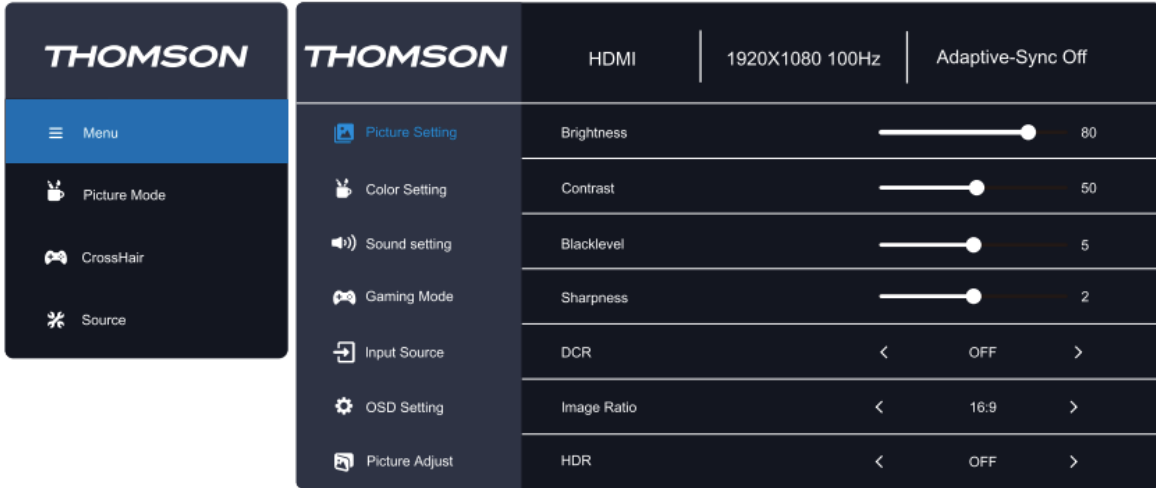 THOMSON
Menu
Picture Mode
CrossHair
Source
THOMSON
HDMI
1920X1080 100Hz
Adaptive-Sync Off
Picture Setting
Color Setting
Sound setting
Gaming Mode
Input Source
OSD Setting
Picture Adjust
Brightness 80
Contrast 50
Blacklevel 5
Sharpness 2
DCR OFF
Image Ratio 16:9
HDR OFF